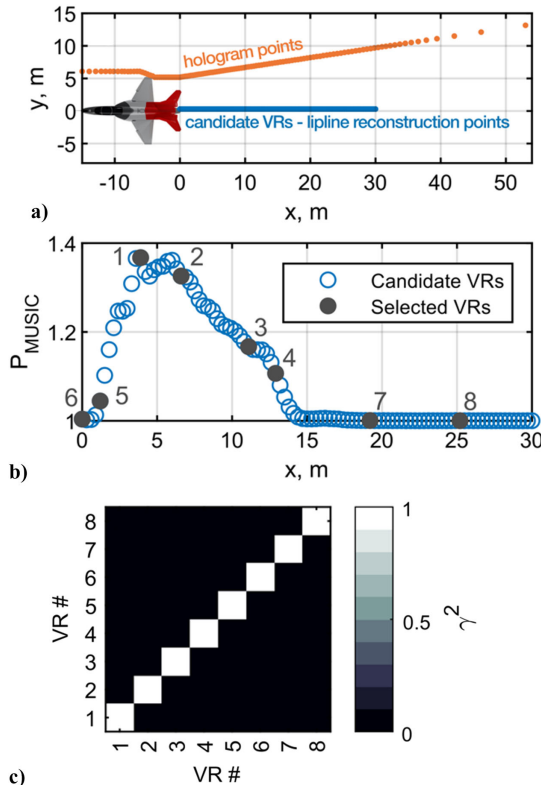 15
10
5
0
-5
y, m
hologram points
candidate VRs - lipline reconstruction points
-10 0 10 20 30 40 50
x, m
a)
1.4
1.2
1
P_MUSIC
Candidate VRs
Selected VRs
1 2 3 4 5 6 7 8
0 5 10 15 20 25 30
x, m
b)
8
7
6
5
4
3
2
1
VR #
1 2 3 4 5 6 7 8
VR #
1
0.5
0
γ²
c)